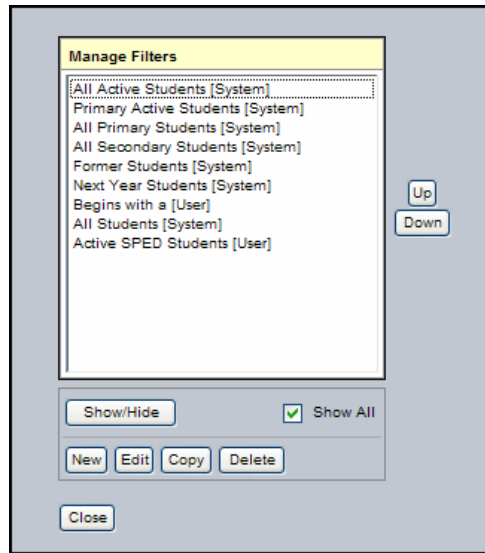 Manage Filters
All Active Students [System]
Primary Active Students [System]
All Primary Students [System]
All Secondary Students [System]
Former Students [System]
Next Year Students [System]
Begins with a [User]
All Students [System]
Active SPED Students [User]
Up
Down
Show/Hide Show All
New Edit Copy Delete
Close